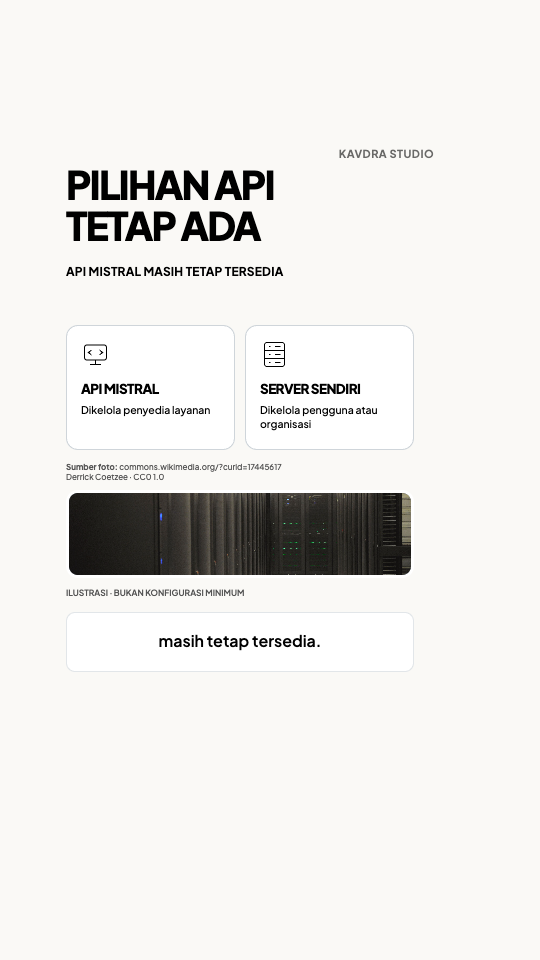 KAVDRA STUDIO
PILIHAN API
TETAP ADA
API MISTRAL MASIH TETAP TERSEDIA
API MISTRAL
Dikelola penyedia layanan
SERVER SENDIRI
Dikelola pengguna atau
organisasi
Sumber foto: commons.wikimedia.org/?curid=17445617
Derrick Coetzee · CC0 1.0
ILUSTRASI · BUKAN KONFIGURASI MINIMUM
masih tetap tersedia.